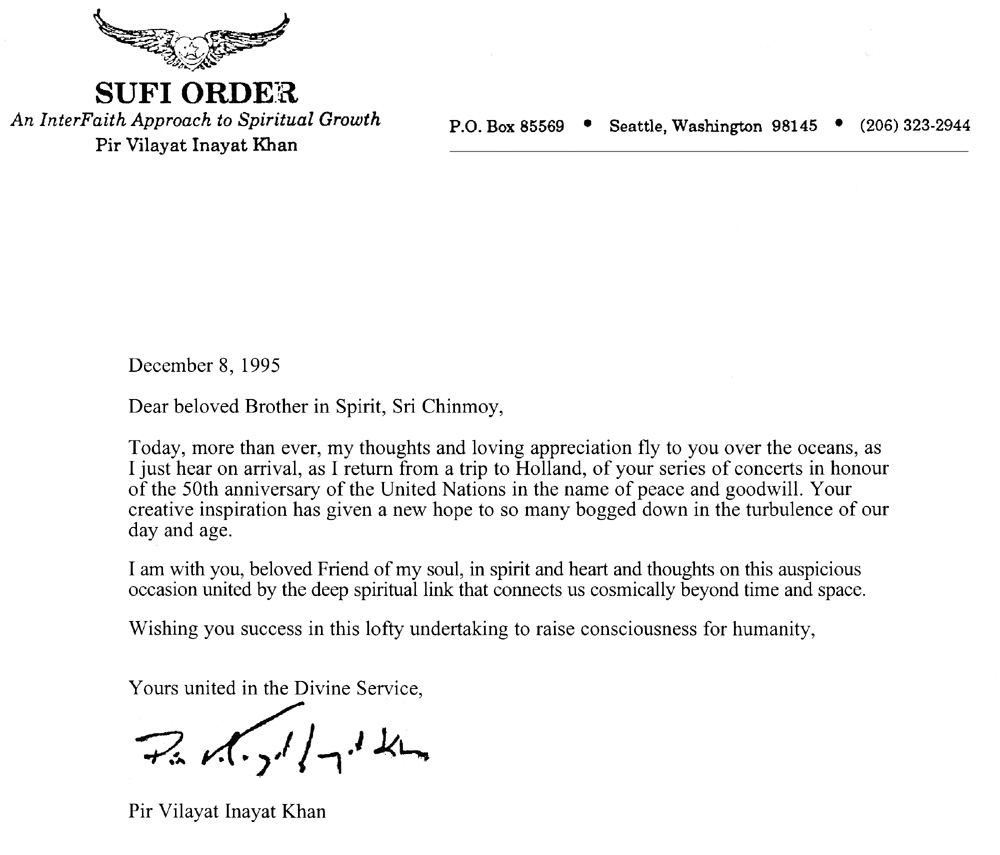 SUFI ORDER
An InterFaith Approach to Spiritual Growth
Pir Vilayat Inayat Khan
P.O. Box 85569 • Seattle, Washington 98145 • (206) 323-2944
December 8, 1995
Dear beloved Brother in Spirit, Sri Chinmoy,
Today, more than ever, my thoughts and loving appreciation fly to you over the oceans, as
I just hear on arrival, as I return from a trip to Holland, of your series of concerts in honour
of the 50th anniversary of the United Nations in the name of peace and goodwill. Your
creative inspiration has given a new hope to so many bogged down in the turbulence of our
day and age.
I am with you, beloved Friend of my soul, in spirit and heart and thoughts on this auspicious
occasion united by the deep spiritual link that connects us cosmically beyond time and space.
Wishing you success in this lofty undertaking to raise consciousness for humanity,
Yours united in the Divine Service,
Pir Vilayat Inayat Khan
Pir Vilayat Inayat Khan